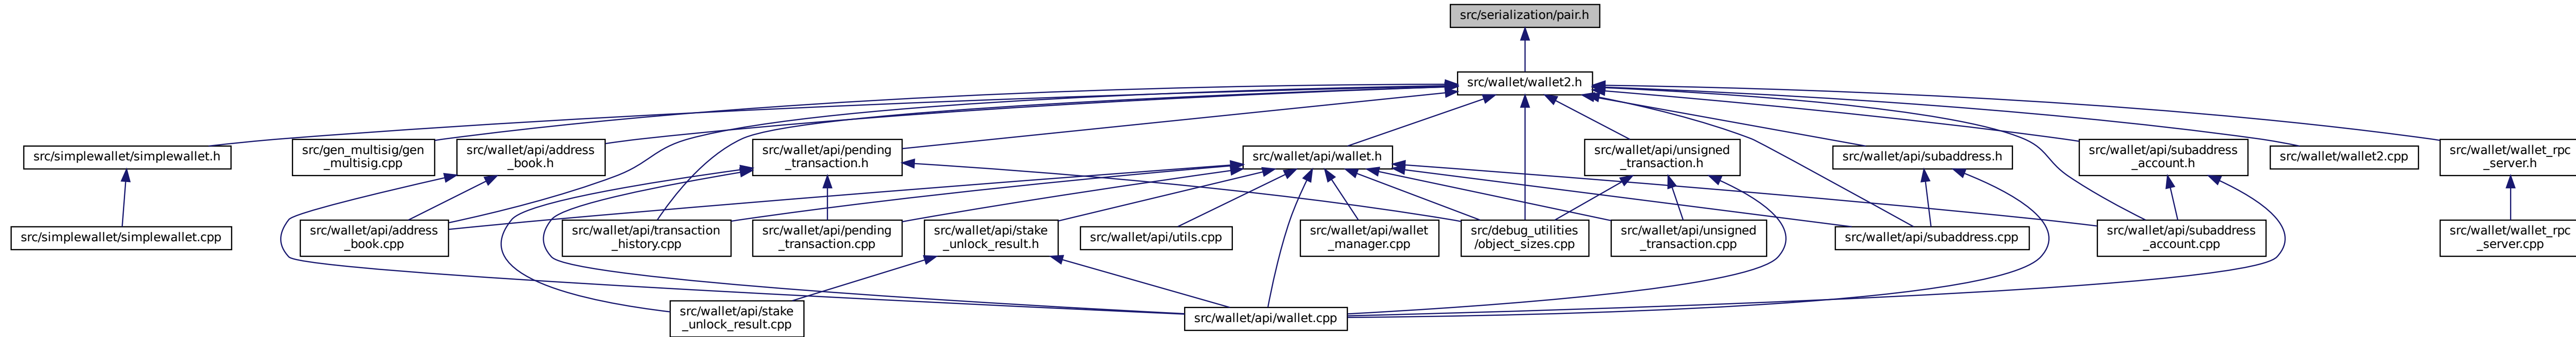 src/serialization/pair.h
src/wallet/wallet2.h
src/simplewallet/simplewallet.h
src/gen_multisig/gen
_multisig.cpp
src/wallet/api/address
_book.h
src/wallet/api/pending
_transaction.h
src/wallet/api/wallet.h
src/wallet/api/unsigned
_transaction.h
src/wallet/api/subaddress.h
src/wallet/api/subaddress
_account.h
src/wallet/wallet2.cpp
src/wallet/wallet_rpc
_server.h
src/simplewallet/simplewallet.cpp
src/wallet/api/address
_book.cpp
src/wallet/api/transaction
_history.cpp
src/wallet/api/pending
_transaction.cpp
src/wallet/api/stake
_unlock_result.h
src/wallet/api/utils.cpp
src/wallet/api/wallet
_manager.cpp
src/debug_utilities
/object_sizes.cpp
src/wallet/api/unsigned
_transaction.cpp
src/wallet/api/subaddress.cpp
src/wallet/api/subaddress
_account.cpp
src/wallet/wallet_rpc
_server.cpp
src/wallet/api/stake
_unlock_result.cpp
src/wallet/api/wallet.cpp